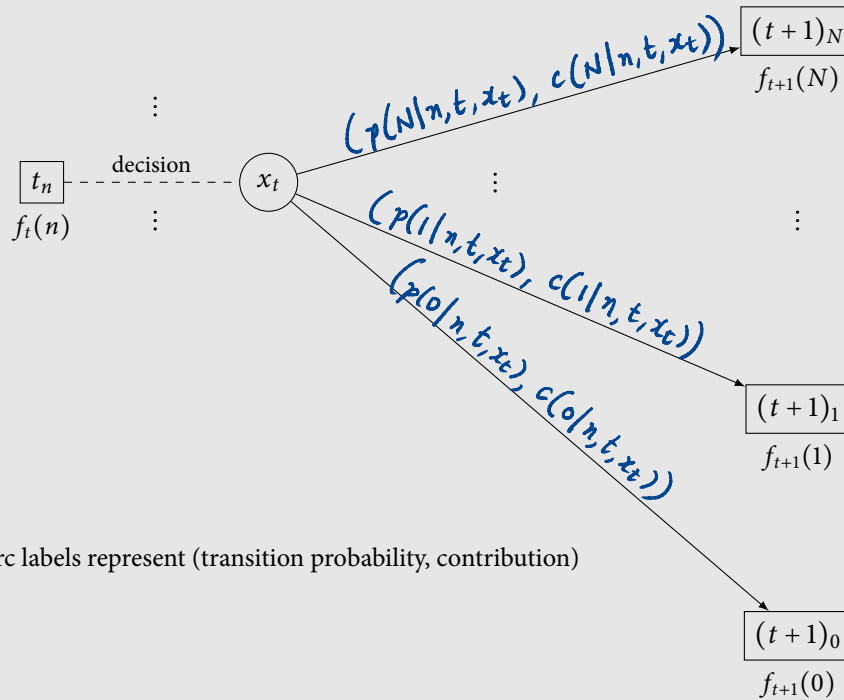 (t + 1)_N
f_{t+1}(N)
(p(N|n,t,x_t), c(N|n,t,x_t))
⋮
decision
t_n
x_t
⋮
f_t(n)
⋮
⋮
(p(1|n,t,x_t), c(1|n,t,x_t))
(p(0|n,t,x_t), c(0|n,t,x_t))
(t + 1)_1
f_{t+1}(1)
rc labels represent (transition probability, contribution)
(t + 1)_0
f_{t+1}(0)